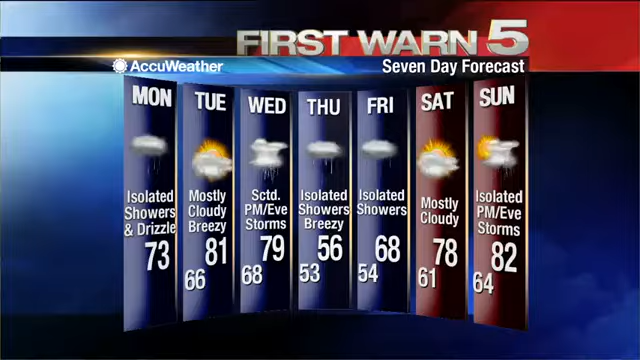 FIRST WARN 5
AccuWeather
Seven Day Forecast
MON
Isolated
Showers
& Drizzle
73
TUE
Mostly
Cloudy
Breezy
81
66
WED
Sctd.
PM/Eve
Storms
79
68
THU
Isolated
Showers
Breezy
56
53
FRI
Isolated
Showers
68
54
SAT
Mostly
Cloudy
78
61
SUN
Isolated
PM/Eve
Storms
82
64